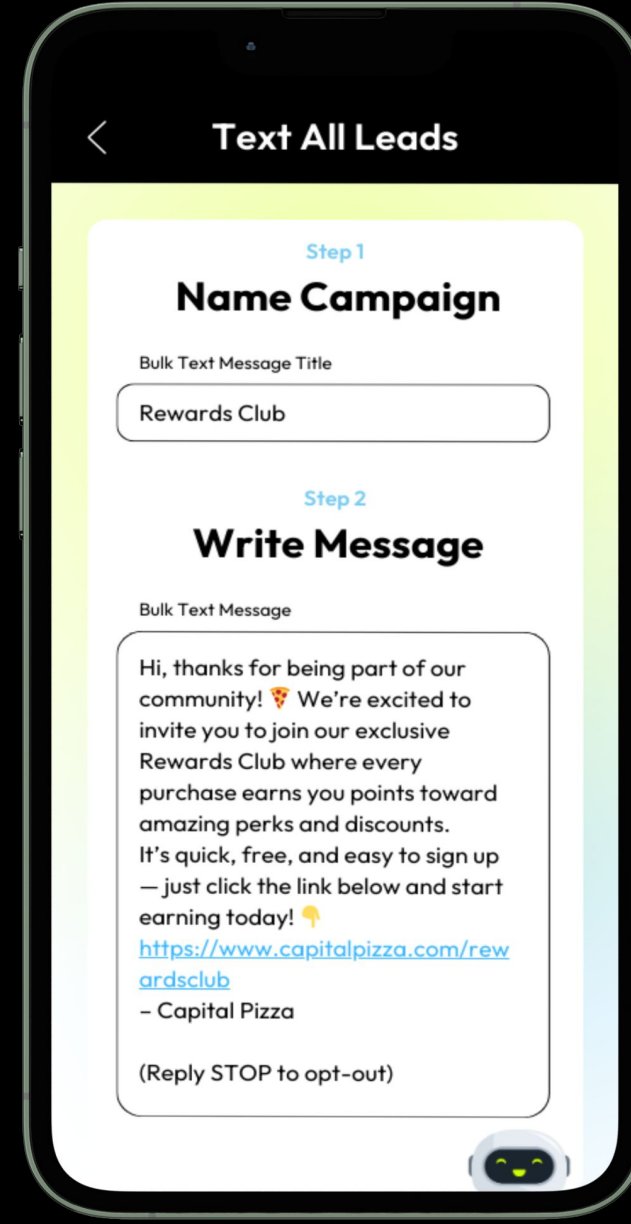 Text All Leads
Step 1
Name Campaign
Bulk Text Message Title
Rewards Club
Step 2
Write Message
Bulk Text Message
Hi, thanks for being part of our
community! 🍕 We’re excited to
invite you to join our exclusive
Rewards Club where every
purchase earns you points toward
amazing perks and discounts.
It’s quick, free, and easy to sign up
— just click the link below and start
earning today! 👇
https://www.capitalpizza.com/rew
ardsclub
– Capital Pizza
(Reply STOP to opt-out)